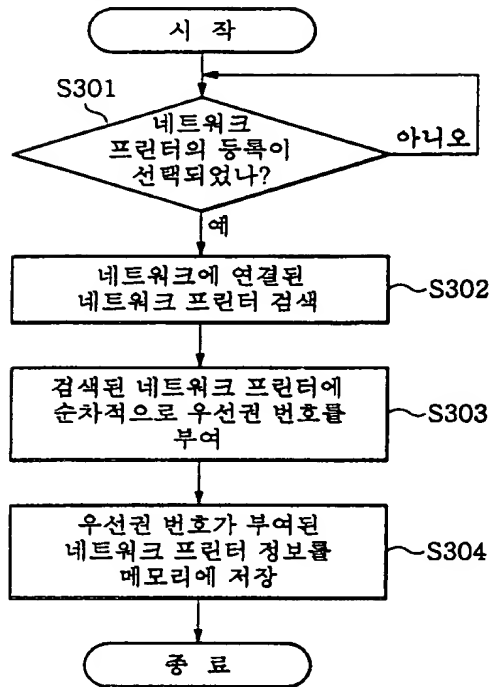 시 작
S301
네트워크
프린터의 등록이
선택되었나?
아니오
예
네트워크에 연결된
네트워크 프린터 검색
S302
검색된 네트워크 프린터에
순차적으로 우선권 번호를
부여
S303
우선권 번호가 부여된
네트워크 프린터 정보를
메모리에 저장
S304
종 료